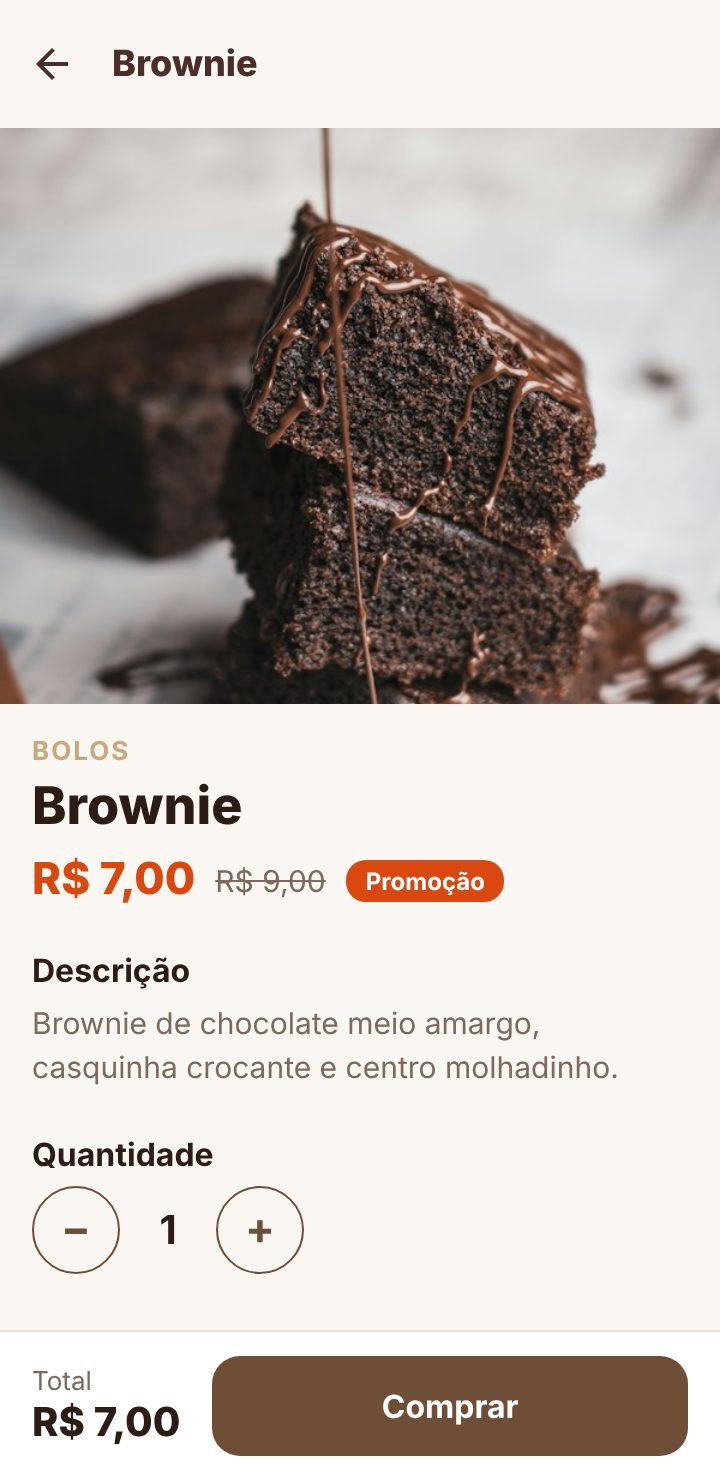 Brownie
BOLOS
Brownie
R$ 7,00 R$ 9,00 Promoção
Descrição
Brownie de chocolate meio amargo,
casquinha crocante e centro molhadinho.
Quantidade
− 1 +
Total
R$ 7,00
Comprar